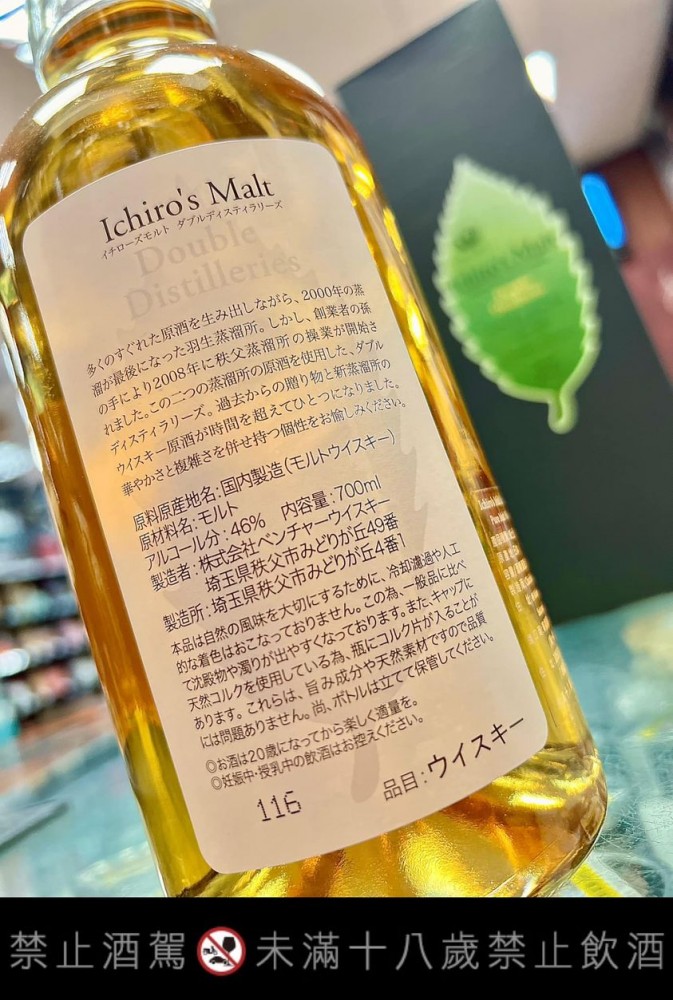 Ichiro's Malt
イチローズモルト ダブルディスティラリーズ
Double
Distilleries
多くのすぐれた原酒を生み出しながら、2000年の蒸
溜が最後になった羽生蒸溜所。しかし、創業者の孫
の手により2008年に秩父蒸溜所の操業が開始さ
れました。この二つの蒸溜所の原酒を使用した、ダブル
ディスティラリーズ。過去からの贈り物と新蒸溜所の
ウイスキー原酒が時間を超えてひとつになりました。
華やかさと複雑さを併せ持つ個性をお愉しみください。
原料原産地名：国内製造（モルトウイスキー）
原材料名：モルト
アルコール分：46% 内容量：700ml
製造者：株式会社ベンチャーウイスキー
埼玉県秩父市みどりが丘49番
製造所：埼玉県秩父市みどりが丘4番1
本品は自然の風味を大切にするために、冷却濾過や人工
的な着色はおこなっておりません。この為、一般品に比べ
て沈殿物や濁りが出やすくなっております。また、キャップに
天然コルクを使用している為、瓶にコルク片が入ることが
あります。これらは、旨み成分や天然素材ですので品質
には問題ありません。尚、ボトルは立てて保管してください。
◎お酒は20歳になってから楽しく適量を。
◎妊娠中・授乳中の飲酒はお控えください。
116
品目：ウイスキー
Ichiro's Malt
禁止酒駕 未滿十八歲禁止飲酒